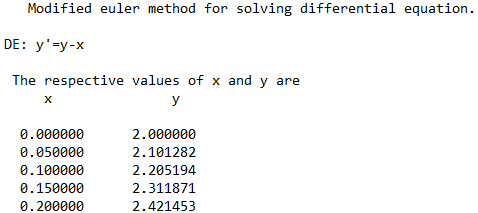 Modified euler method for solving differential equation.
DE: y'=y-x
The respective values of x and y are
x y
0.000000 2.000000
0.050000 2.101282
0.100000 2.205194
0.150000 2.311871
0.200000 2.421453